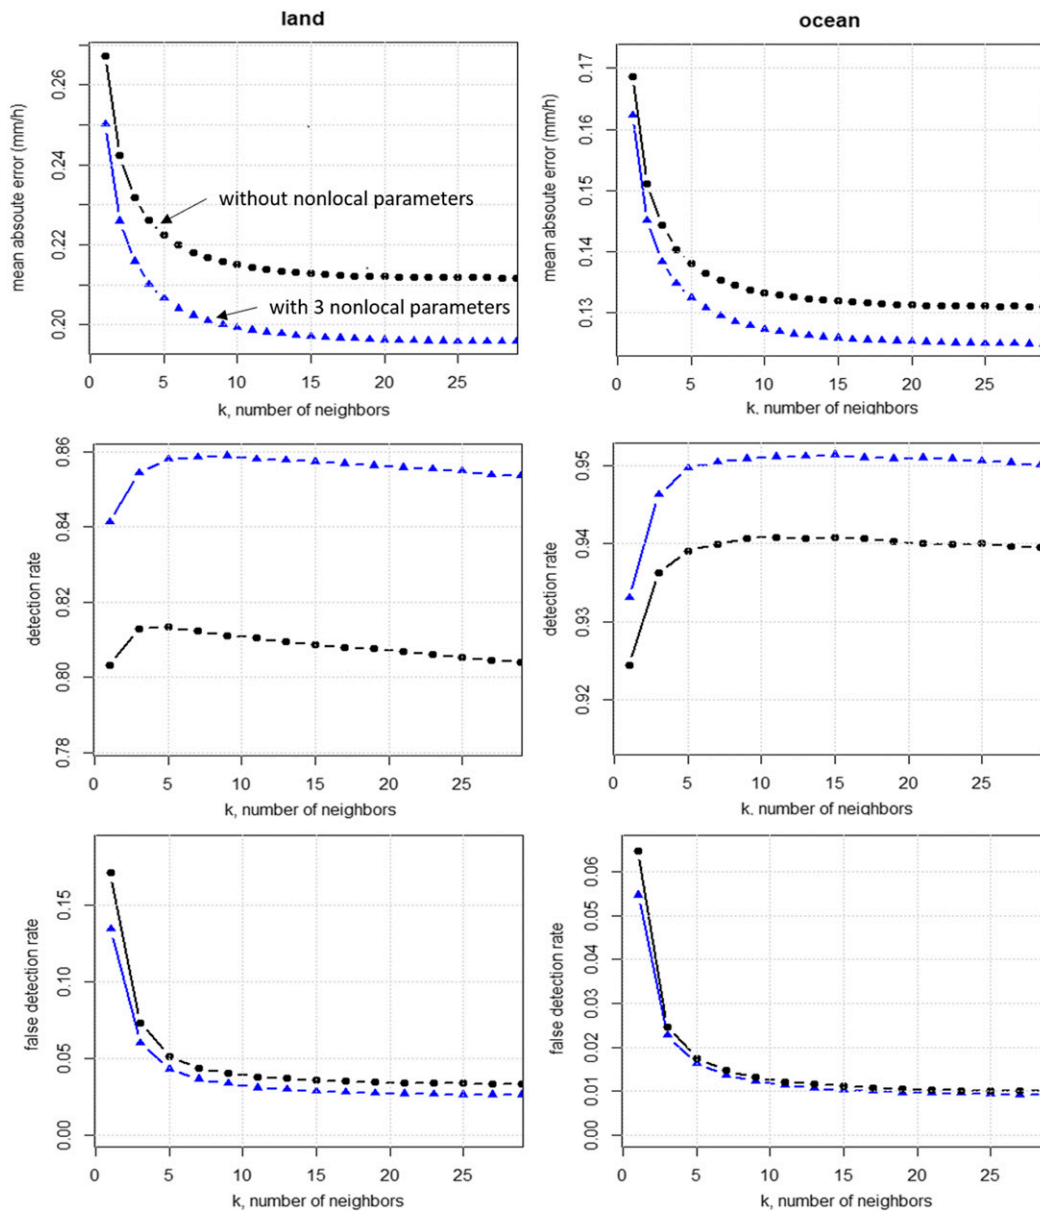 land
ocean
mean absoute error (mm/h)
0.20 0.22 0.24 0.26
without nonlocal parameters
with 3 nonlocal parameters
0 5 10 15 20 25
k, number of neighbors
mean absolute error (mm/h)
0.13 0.14 0.15 0.16 0.17
0 5 10 15 20 25
k, number of neighbors
detection rate
0.78 0.80 0.82 0.84 0.86
0 5 10 15 20 25
k, number of neighbors
detection rate
0.92 0.93 0.94 0.95
0 5 10 15 20 25
k, number of neighbors
false detection rate
0.00 0.05 0.10 0.15
0 5 10 15 20 25
k, number of neighbors
false detection rate
0.00 0.01 0.02 0.03 0.04 0.05 0.06
0 5 10 15 20 25
k, number of neighbors